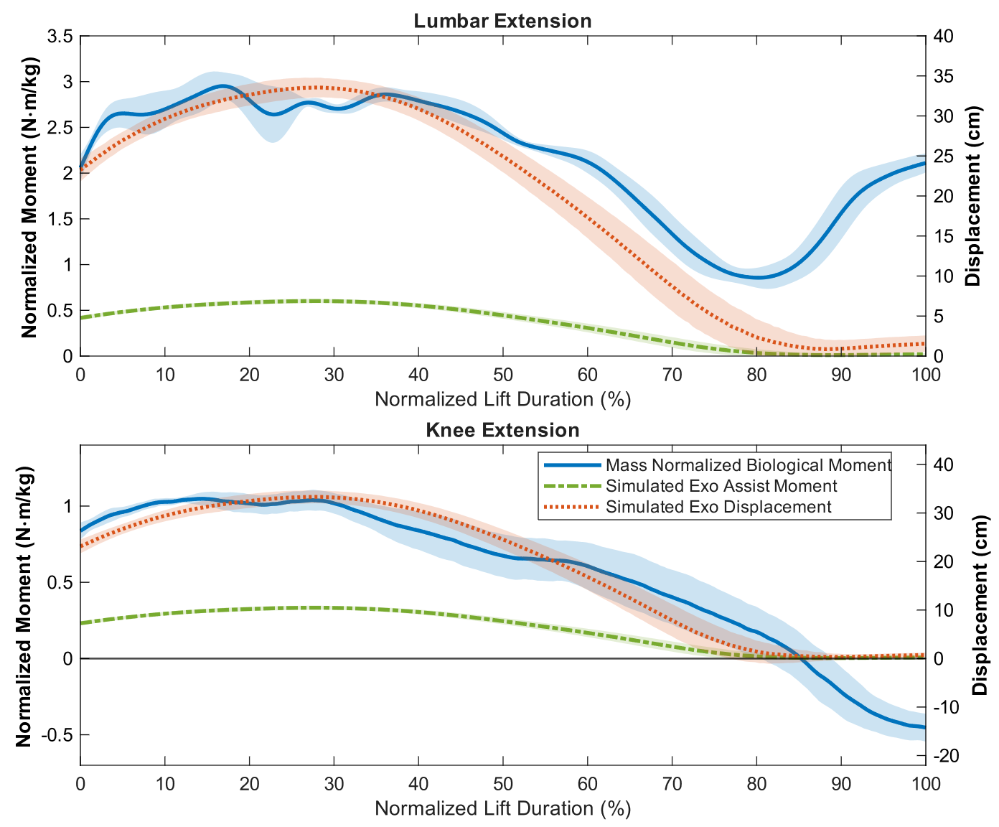 Lumbar Extension
Normalized Moment (N·m/kg)
3.5
3
2.5
2
1.5
1
0.5
0
40
35
30
25
20
15
10
5
0
Displacement (cm)
0 10 20 30 40 50 60 70 80 90 100
Normalized Lift Duration (%)
Knee Extension
Normalized Moment (N·m/kg)
1
0.5
0
-0.5
Mass Normalized Biological Moment
Simulated Exo Assist Moment
Simulated Exo Displacement
40
30
20
10
0
-10
-20
Displacement (cm)
0 10 20 30 40 50 60 70 80 90 100
Normalized Lift Duration (%)